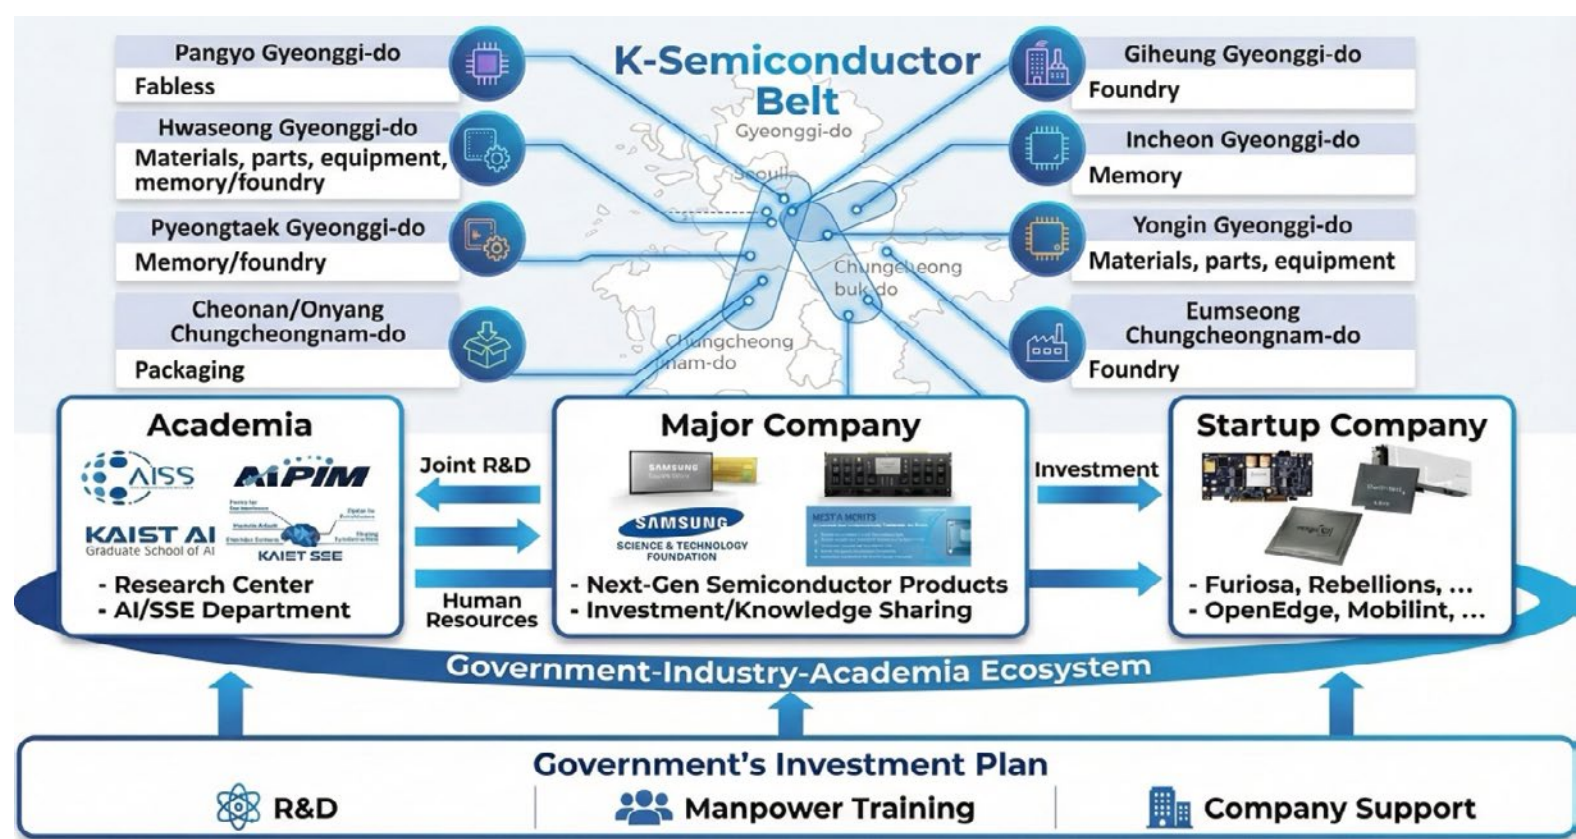 K-Semiconductor
Belt
Pangyo Gyeonggi-do
Fabless
Hwaseong Gyeonggi-do
Materials, parts, equipment,
memory/foundry
Pyeongtaek Gyeonggi-do
Memory/foundry
Cheonan/Onyang
Chungcheongnam-do
Packaging
Gyeonggi-do
Seoul
Chungcheong
buk-do
Chungcheong
nam-do
Giheung Gyeonggi-do
Foundry
Incheon Gyeonggi-do
Memory
Yongin Gyeonggi-do
Materials, parts, equipment
Eumseong
Chungcheongnam-do
Foundry
Academia
AISS
AiPIM
KAIST AI
Graduate School of AI
KAIET SEE
- Research Center
- AI/SSE Department
Joint R&D
Human
Resources
Major Company
SAMSUNG
SAMSUNG
SCIENCE & TECHNOLOGY
FOUNDATION
- Next-Gen Semiconductor Products
- Investment/Knowledge Sharing
Investment
Startup Company
- Furiosa, Rebellions, ...
- OpenEdge, Mobilint, ...
Government-Industry-Academia Ecosystem
Government's Investment Plan
R&D
Manpower Training
Company Support